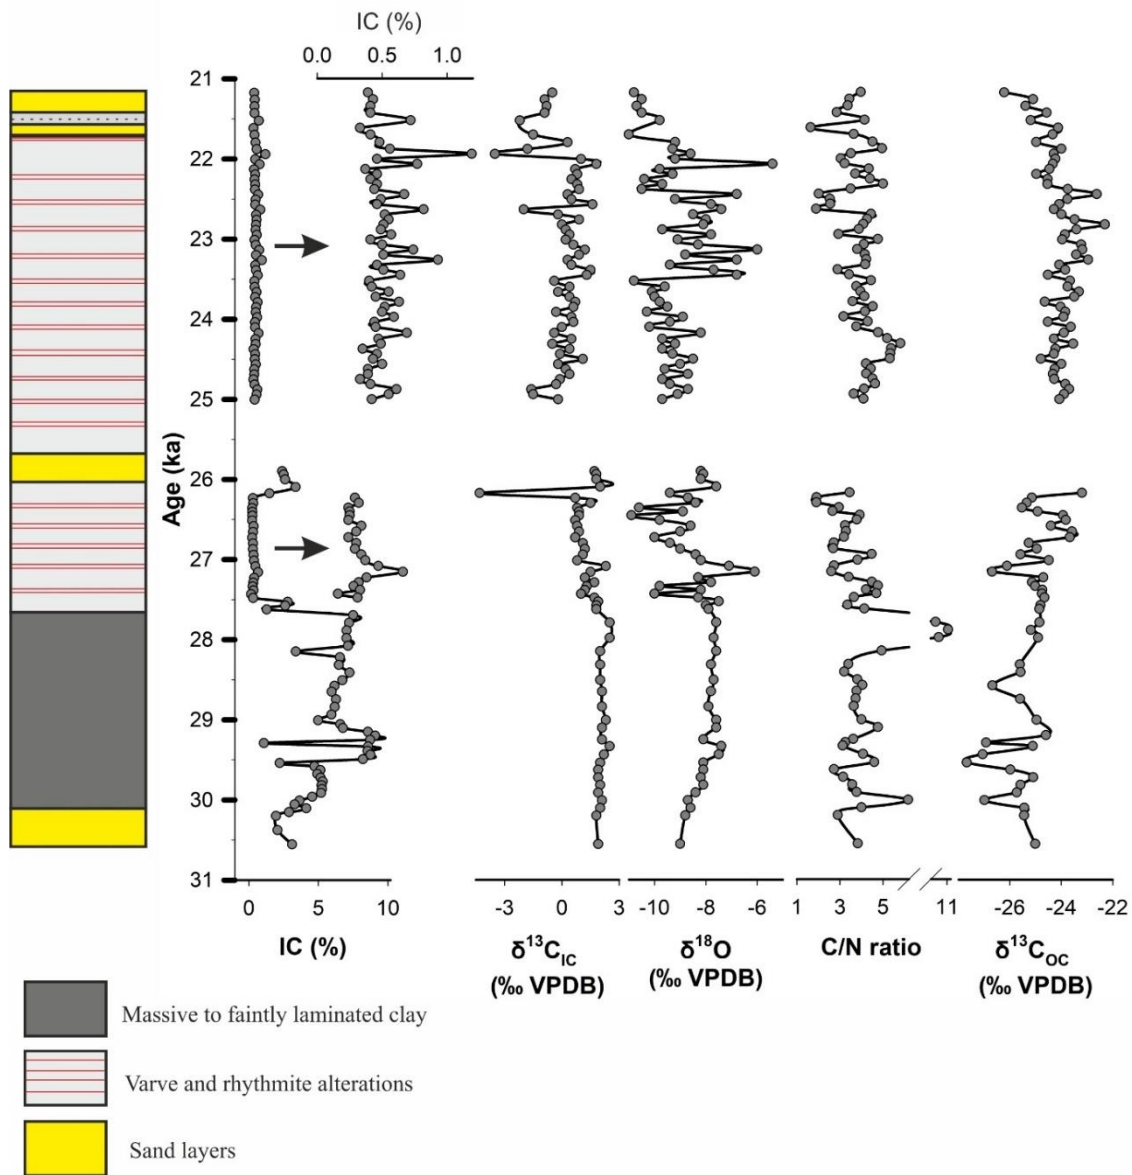 IC (%)
0.0 0.5 1.0
21
22
23
24
25
26
27
28
29
30
31
Age (ka)
0 5 10
-3 0 3
-10 -8 -6
1 3 5 11
-26 -24 -22
IC (%)
δ¹³C_IC
(‰ VPDB)
δ¹⁸O
(‰ VPDB)
C/N ratio
δ¹³C_OC
(‰ VPDB)
Massive to faintly laminated clay
Varve and rhythmite alterations
Sand layers